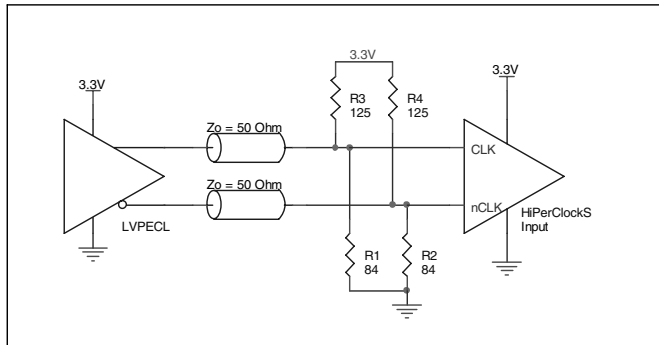 3.3V
3.3V
3.3V
R3
125
R4
125
Zo = 50 Ohm
CLK
Zo = 50 Ohm
nCLK
HiPerClockS
Input
LVPECL
R1
84
R2
84